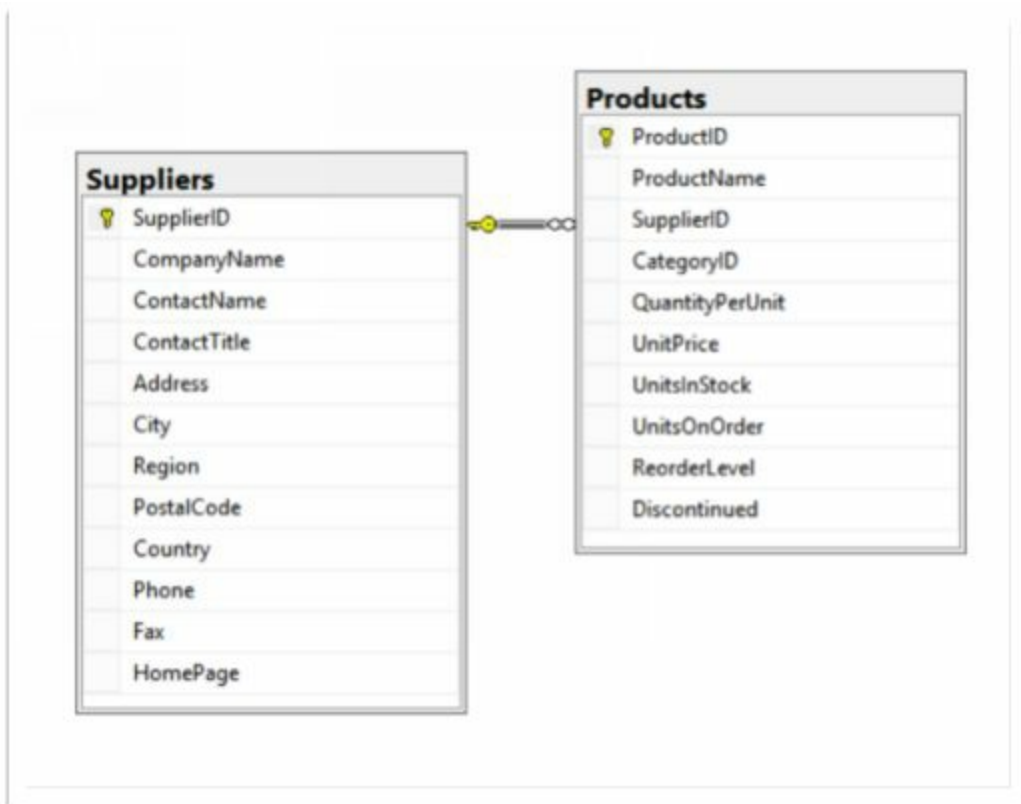 Suppliers
SupplierID
CompanyName
ContactName
ContactTitle
Address
City
Region
PostalCode
Country
Phone
Fax
HomePage
Products
ProductID
ProductName
SupplierID
CategoryID
QuantityPerUnit
UnitPrice
UnitsInStock
UnitsOnOrder
ReorderLevel
Discontinued